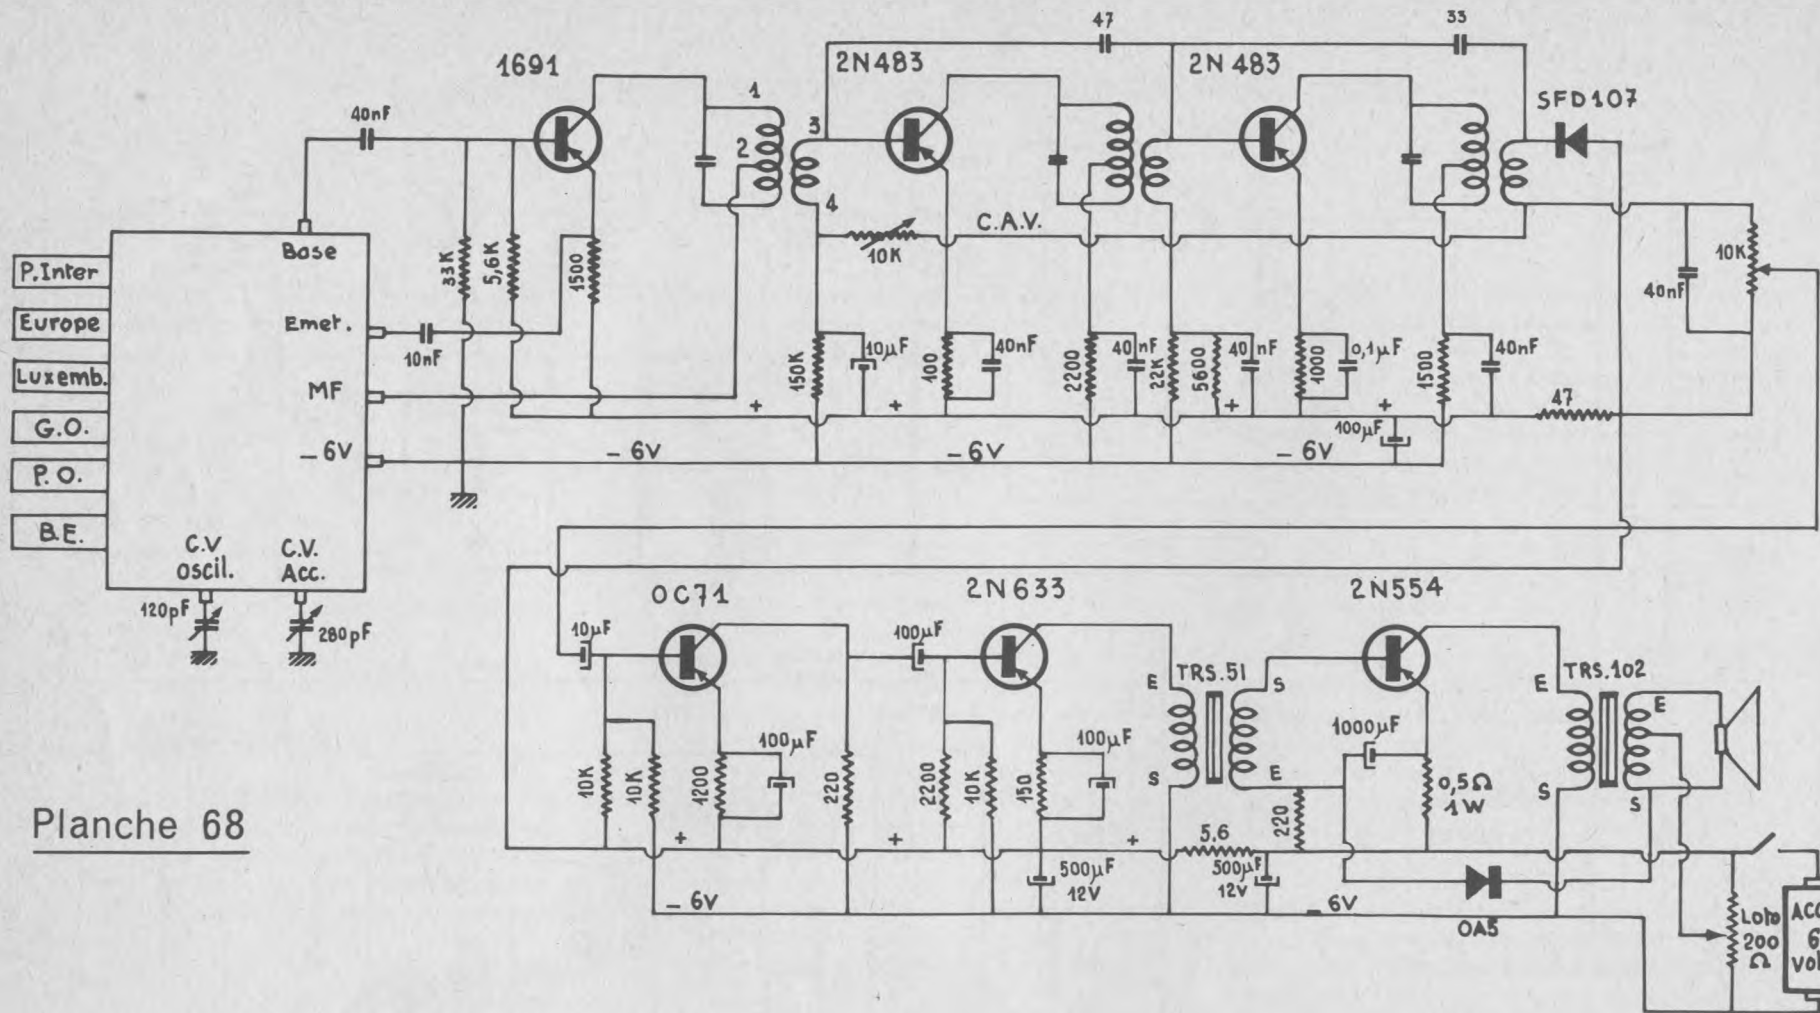 47
33
1691
2N483
2N483
SFD107
1
40nF
2
3
4
C.A.V.
10K
Base
33K
5,6K
1500
10K
40nF
P.Inter
Europe
Luxemb.
G.O.
P.O.
B.E.
Emet.
10nF
MF
-6V
150K
10µF
100
40nF
2200
40nF
22K
5600
40nF
1000
0,1µF
1500
40nF
+
+
+
+
47
100µF
-6V
-6V
-6V
C.V
Oscil.
C.V.
Acc.
120pF
280pF
OC71
2N633
2N554
10µF
100µF
TRS.51
TRS.102
E
S
E
E
1000µF
100µF
100µF
10K
10K
1200
220
2200
10K
150
S
E
0,5Ω
1W
S
S
220
Planche 68
+
+
+
5,6
500µF
12V
500µF
12V
-6V
-6V
OA5
Loto
200
Ω
6